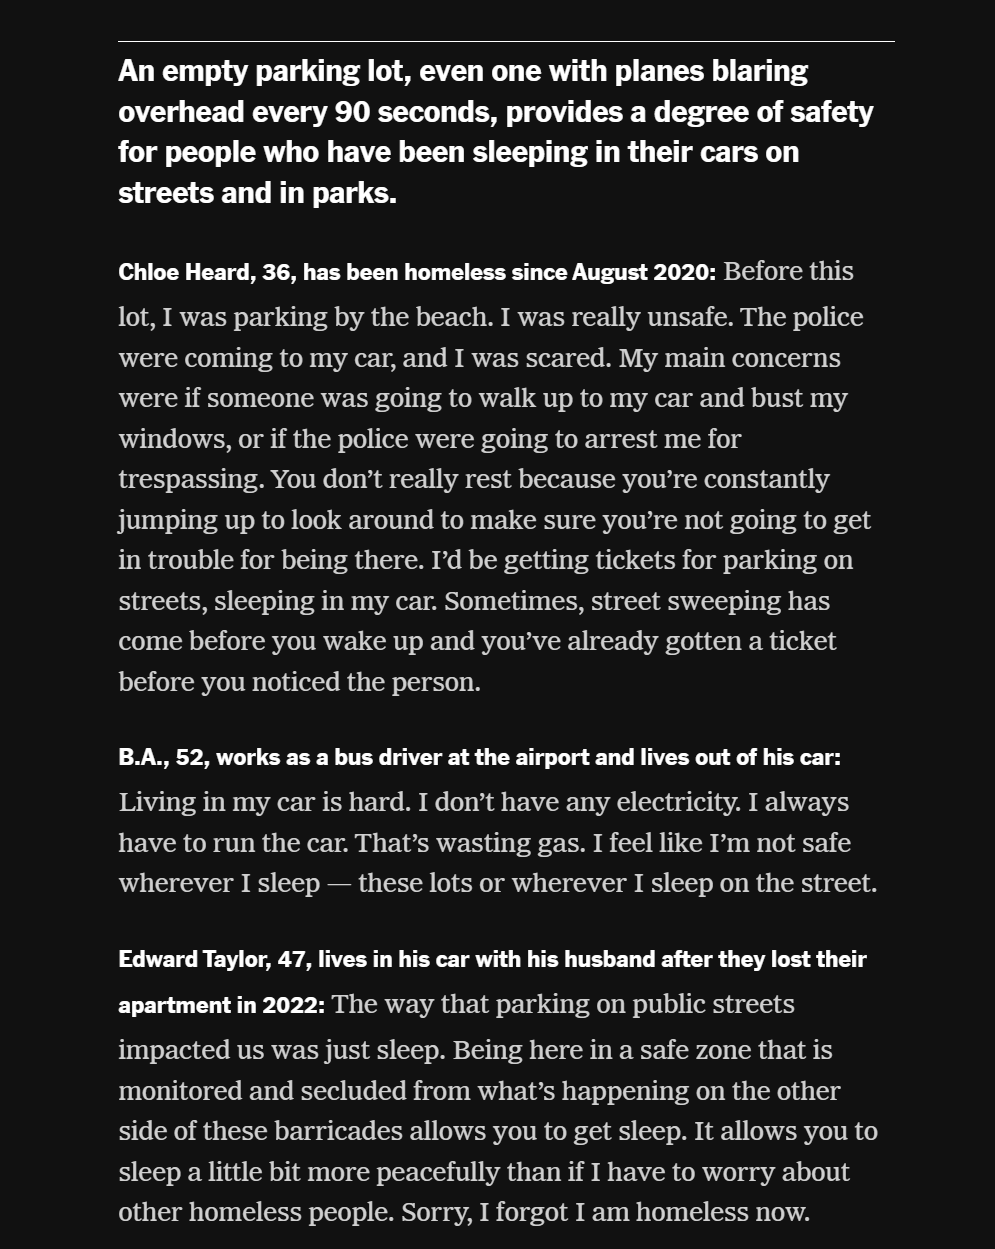 An empty parking lot, even one with planes blaring
overhead every 90 seconds, provides a degree of safety
for people who have been sleeping in their cars on
streets and in parks.
Chloe Heard, 36, has been homeless since August 2020: Before this
lot, I was parking by the beach. I was really unsafe. The police
were coming to my car, and I was scared. My main concerns
were if someone was going to walk up to my car and bust my
windows, or if the police were going to arrest me for
trespassing. You don’t really rest because you’re constantly
jumping up to look around to make sure you’re not going to get
in trouble for being there. I’d be getting tickets for parking on
streets, sleeping in my car. Sometimes, street sweeping has
come before you wake up and you’ve already gotten a ticket
before you noticed the person.
B.A., 52, works as a bus driver at the airport and lives out of his car:
Living in my car is hard. I don’t have any electricity. I always
have to run the car. That’s wasting gas. I feel like I’m not safe
wherever I sleep — these lots or wherever I sleep on the street.
Edward Taylor, 47, lives in his car with his husband after they lost their
apartment in 2022: The way that parking on public streets
impacted us was just sleep. Being here in a safe zone that is
monitored and secluded from what’s happening on the other
side of these barricades allows you to get sleep. It allows you to
sleep a little bit more peacefully than if I have to worry about
other homeless people. Sorry, I forgot I am homeless now.